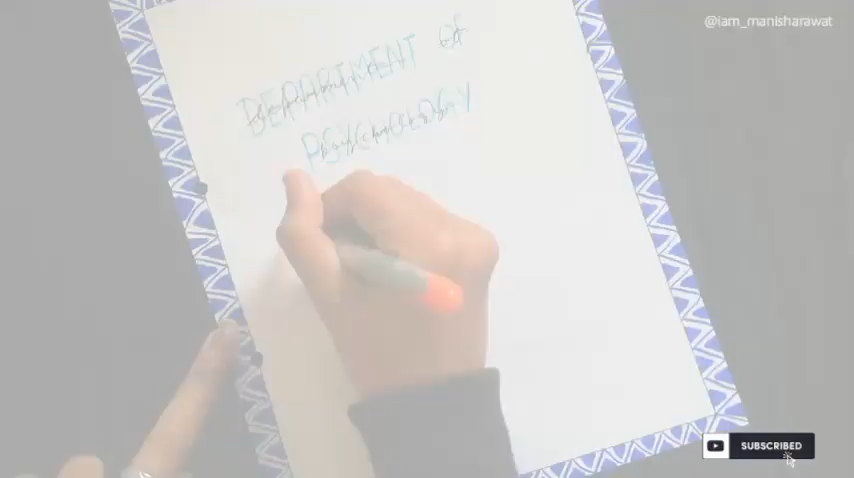 @iam_manisharawat
DEPARTMENT OF
PSYCHOLOGY
SUBSCRIBED